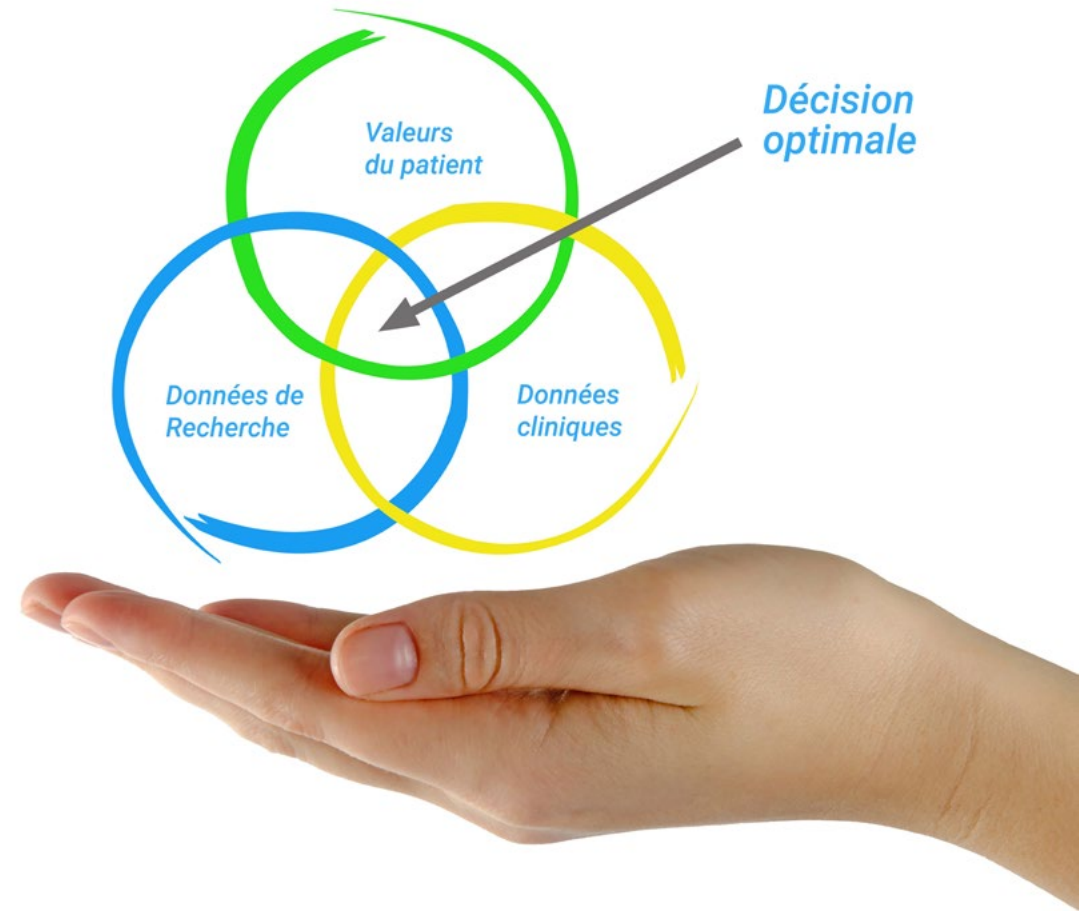 Valeurs
du patient
Décision
optimale
Données de
Recherche
Données
cliniques